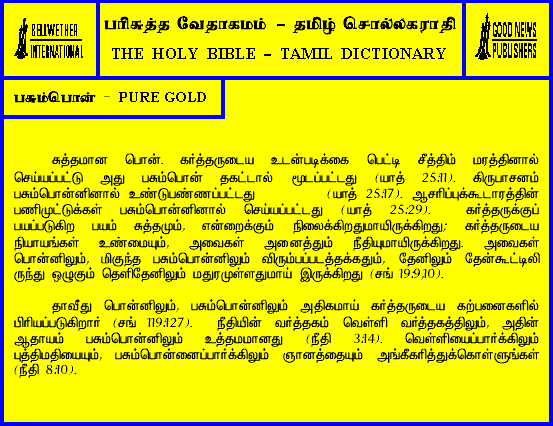 BELLWETHER
INTERNATIONAL
பரிசுத்த வேதாகமம் - தமிழ் சொல்லகராதி
THE HOLY BIBLE - TAMIL DICTIONARY
GOOD NEWS
PUBLISHERS
பசும்பொன் - PURE GOLD
சுத்தமான பொன். கர்த்தருடைய உடன்படிக்கை பெட்டி சீத்திம் மரத்தினால்
செய்யப்பட்டு அது பசும்பொன் தகட்டால் மூடப்பட்டது (யாத் 25:11). கிருபாசனம்
பசும்பொன்னினால் உண்டுபண்ணப்பட்டது (யாத் 25:17). ஆசரிப்புக்கூடாரத்தின்
பணிமுட்டுக்கள் பசும்பொன்னினால் செய்யப்பட்டது (யாத் 25:29). கர்த்தருக்குப்
பயப்படுகிற பயம் சுத்தமும், என்றைக்கும் நிலைக்கிறதுமாயிருக்கிறது; கர்த்தருடைய
நியாயங்கள் உண்மையும், அவைகள் அனைத்தும் நீதியுமாயிருக்கிறது. அவைகள்
பொன்னிலும், மிகுந்த பசும்பொன்னிலும் விரும்பப்படத்தக்கதும், தேனிலும் தேன்கூட்டிலி
ருந்து ஒழுகும் தெளிதேனிலும் மதுரமுள்ளதுமாய் இருக்கிறது (சங் 19:9,10).
தாவீது பொன்னிலும், பசும்பொன்னிலும் அதிகமாய் கர்த்தருடைய கற்பனைகளில்
பிரியப்படுகிறார் (சங் 119:127). நீதியின் வர்த்தகம் வெள்ளி வர்த்தகத்திலும், அதின்
ஆதாயம் பசும்பொன்னிலும் உத்தமமானது (நீதி 3:14). வெள்ளியைப்பார்க்கிலும்
புத்திமதியையும், பசும்பொன்னைப்பார்க்கிலும் ஞானத்தையும் அங்கீகரித்துக்கொள்ளுங்கள்
(நீதி 8:10).